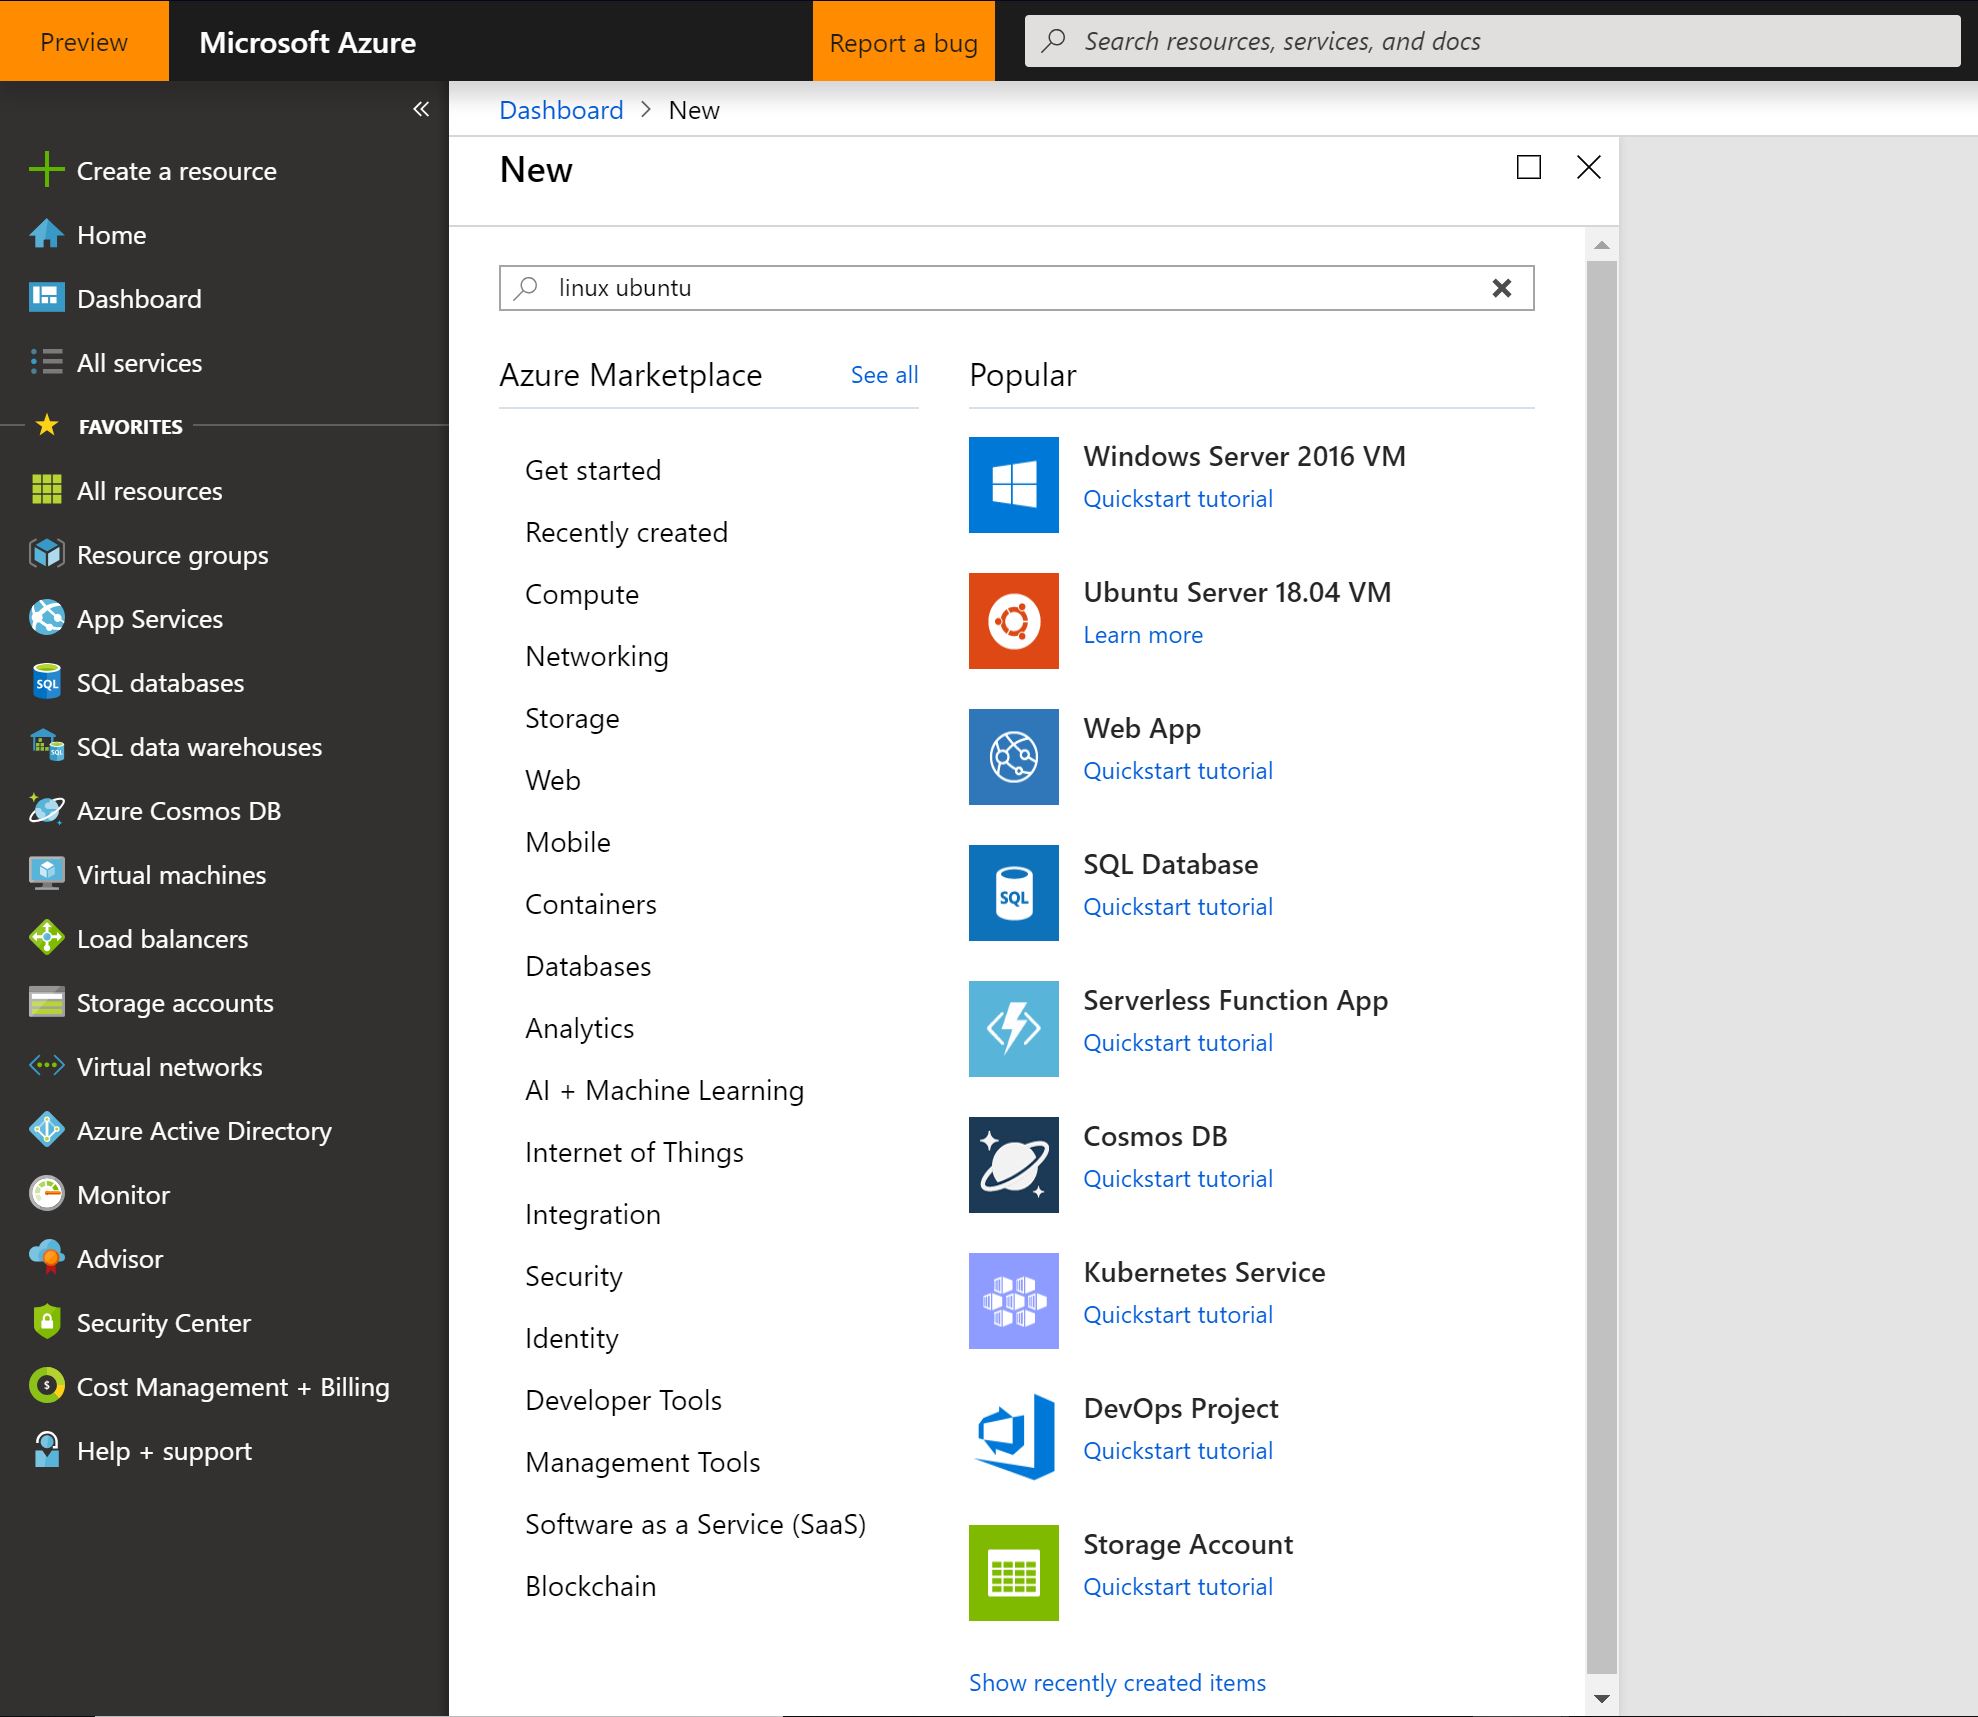 Preview
Microsoft Azure
Report a bug
Search resources, services, and docs
«
Create a resource
Home
Dashboard
All services
FAVORITES
All resources
Resource groups
App Services
SQL
SQL databases
SQL
SQL data warehouses
Azure Cosmos DB
Virtual machines
Load balancers
Storage accounts
Virtual networks
Azure Active Directory
Monitor
Advisor
Security Center
$
Cost Management + Billing
Help + support
Dashboard > New
New
linux ubuntu
Azure Marketplace
See all
Get started
Recently created
Compute
Networking
Storage
Web
Mobile
Containers
Databases
Analytics
AI + Machine Learning
Internet of Things
Integration
Security
Identity
Developer Tools
Management Tools
Software as a Service (SaaS)
Blockchain
Popular
Windows Server 2016 VM
Quickstart tutorial
Ubuntu Server 18.04 VM
Learn more
Web App
Quickstart tutorial
SQL
SQL Database
Quickstart tutorial
Serverless Function App
Quickstart tutorial
Cosmos DB
Quickstart tutorial
Kubernetes Service
Quickstart tutorial
DevOps Project
Quickstart tutorial
Storage Account
Quickstart tutorial
Show recently created items